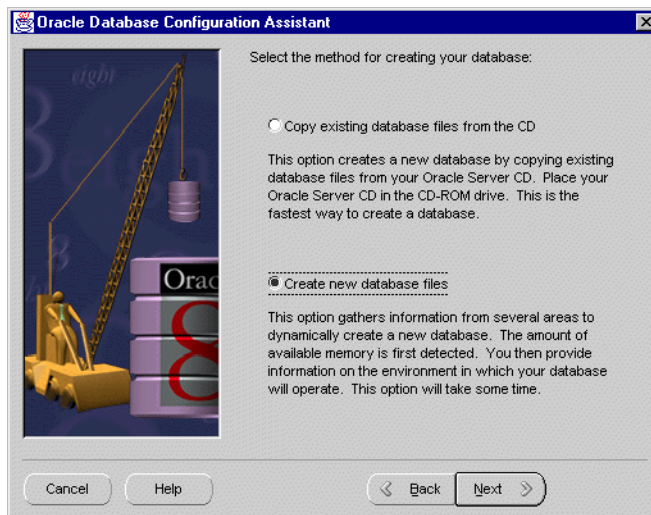 Oracle Database Configuration Assistant
Select the method for creating your database:
Copy existing database files from the CD
This option creates a new database by copying existing
database files from your Oracle Server CD. Place your
Oracle Server CD in the CD-ROM drive. This is the
fastest way to create a database.
Create new database files
This option gathers information from several areas to
dynamically create a new database. The amount of
available memory is first detected. You then provide
information on the environment in which your database
will operate. This option will take some time.
eight
8
eight
8
Orac
8
Cancel
Help
Back
Next